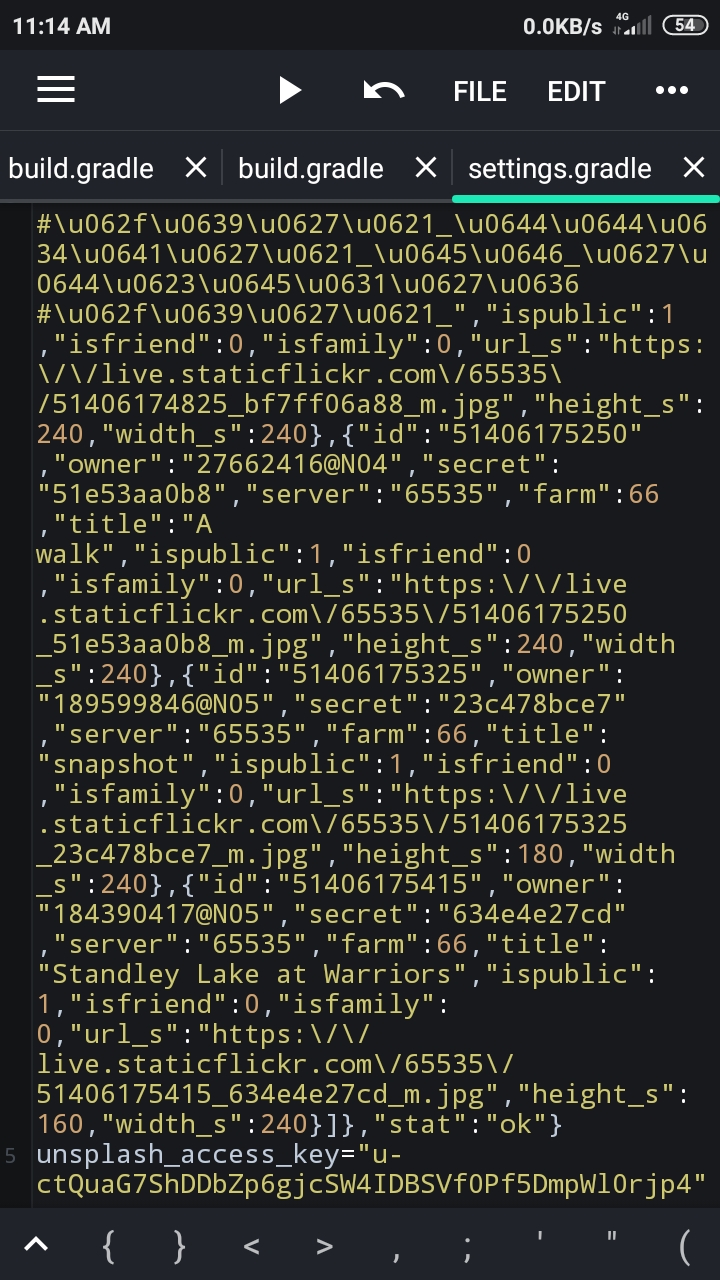 11:14 AM
0.0KB/s 4G 54
FILE EDIT
build.gradle build.gradle settings.gradle
#\u062f\u0639\u0627\u0621_\u0644\u0644\u06
34\u0641\u0627\u0621_\u0645\u0646_\u0627\u
0644\u0623\u0645\u0631\u0627\u0636
#\u062f\u0639\u0627\u0621_","ispublic":1
,"isfriend":0,"isfamily":0,"url_s":"https:
\/\/live.staticflickr.com\/65535\
/51406174825_bf7ff06a88_m.jpg","height_s":
240,"width_s":240},{"id":"51406175250"
,"owner":"27662416@N04","secret":
"51e53aa0b8","server":"65535","farm":66
,"title":"A
walk","ispublic":1,"isfriend":0
,"isfamily":0,"url_s":"https:\/\/live
.staticflickr.com\/65535\/51406175250
_51e53aa0b8_m.jpg","height_s":240,"width
_s":240},{"id":"51406175325","owner":
"189599846@N05","secret":"23c478bce7"
,"server":"65535","farm":66,"title":
"snapshot","ispublic":1,"isfriend":0
,"isfamily":0,"url_s":"https:\/\/live
.staticflickr.com\/65535\/51406175325
_23c478bce7_m.jpg","height_s":180,"width
_s":240},{"id":"51406175415","owner":
"184390417@N05","secret":"634e4e27cd"
,"server":"65535","farm":66,"title":
"Standley Lake at Warriors","ispublic":
1,"isfriend":0,"isfamily":
0,"url_s":"https:\/\/
live.staticflickr.com\/65535\/
51406175415_634e4e27cd_m.jpg","height_s":
160,"width_s":240}]},"stat":"ok"}
5 unsplash_access_key="u-
ctQuaG7ShDDbZp6gjcSW4IDBSVf0Pf5DmpWl0rjp4"
{ } < > , ; ' " (